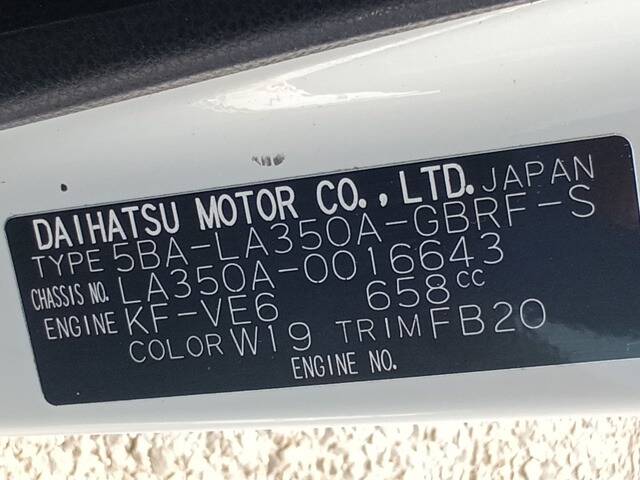 DAIHATSU MOTOR CO., LTD. JAPAN
TYPE 5BA-LA350A-GBRF-S
CHASSIS NO. LA350A-0016643
ENGINE KF-VE6 658cc
COLOR W19 TRIM FB20
ENGINE NO.